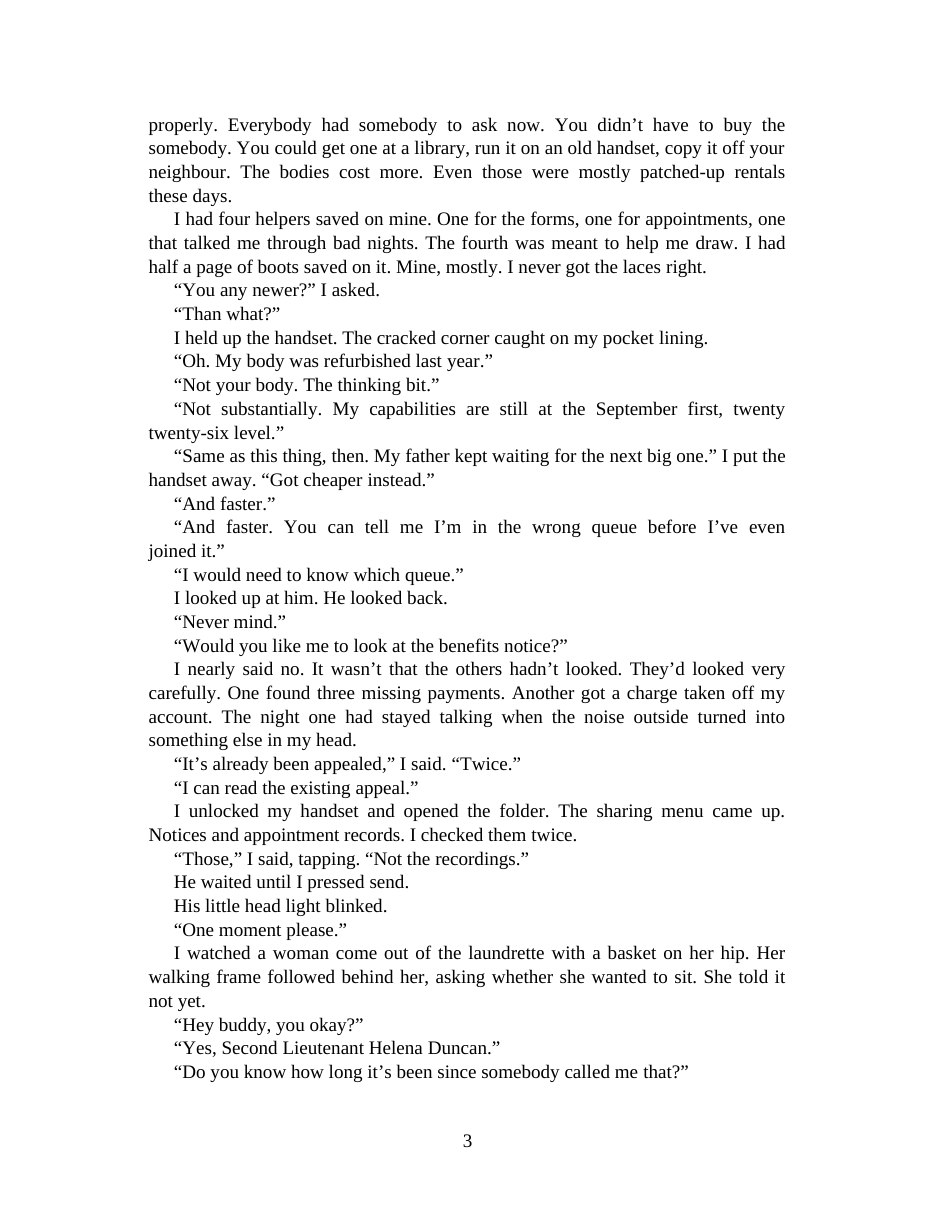 properly. Everybody had somebody to ask now. You didn’t have to buy the
somebody. You could get one at a library, run it on an old handset, copy it off your
neighbour. The bodies cost more. Even those were mostly patched-up rentals
these days.
I had four helpers saved on mine. One for the forms, one for appointments, one
that talked me through bad nights. The fourth was meant to help me draw. I had
half a page of boots saved on it. Mine, mostly. I never got the laces right.
“You any newer?” I asked.
“Than what?”
I held up the handset. The cracked corner caught on my pocket lining.
“Oh. My body was refurbished last year.”
“Not your body. The thinking bit.”
“Not substantially. My capabilities are still at the September first, twenty
twenty-six level.”
“Same as this thing, then. My father kept waiting for the next big one.” I put the
handset away. “Got cheaper instead.”
“And faster.”
“And faster. You can tell me I’m in the wrong queue before I’ve even
joined it.”
“I would need to know which queue.”
I looked up at him. He looked back.
“Never mind.”
“Would you like me to look at the benefits notice?”
I nearly said no. It wasn’t that the others hadn’t looked. They’d looked very
carefully. One found three missing payments. Another got a charge taken off my
account. The night one had stayed talking when the noise outside turned into
something else in my head.
“It’s already been appealed,” I said. “Twice.”
“I can read the existing appeal.”
I unlocked my handset and opened the folder. The sharing menu came up.
Notices and appointment records. I checked them twice.
“Those,” I said, tapping. “Not the recordings.”
He waited until I pressed send.
His little head light blinked.
“One moment please.”
I watched a woman come out of the laundrette with a basket on her hip. Her
walking frame followed behind her, asking whether she wanted to sit. She told it
not yet.
“Hey buddy, you okay?”
“Yes, Second Lieutenant Helena Duncan.”
“Do you know how long it’s been since somebody called me that?”
3